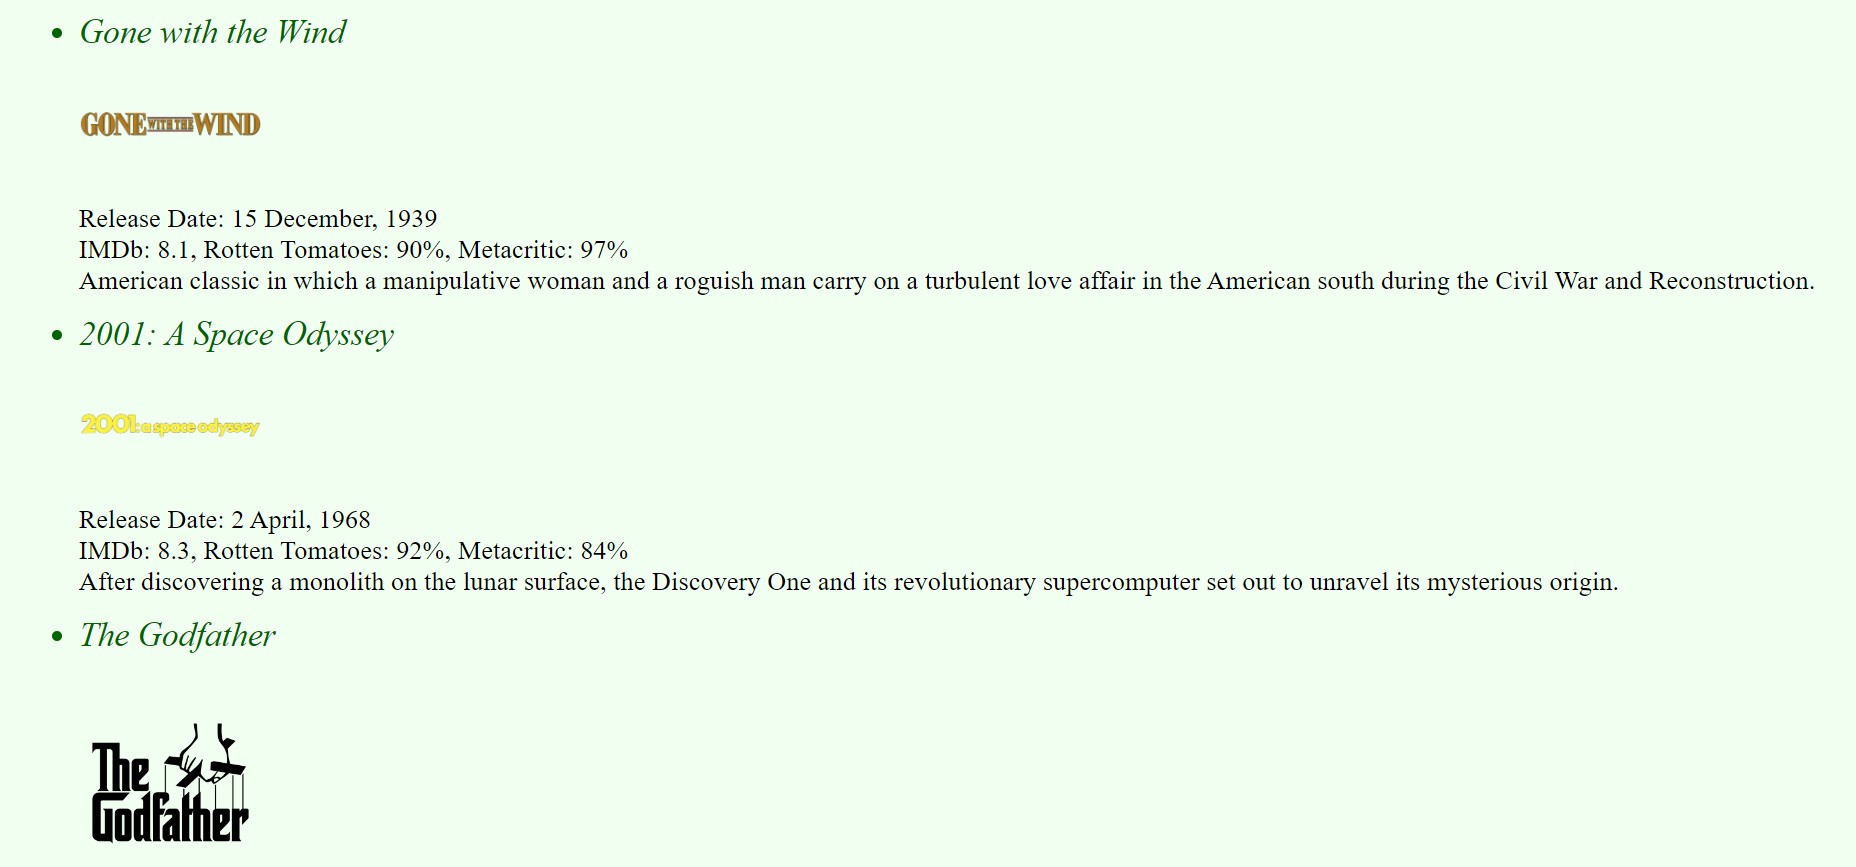 Gone with the Wind
GONE WITH THE WIND
Release Date: 15 December, 1939
IMDb: 8.1, Rotten Tomatoes: 90%, Metacritic: 97%
American classic in which a manipulative woman and a roguish man carry on a turbulent love affair in the American south during the Civil War and Reconstruction.
2001: A Space Odyssey
2001: a space odyssey
Release Date: 2 April, 1968
IMDb: 8.3, Rotten Tomatoes: 92%, Metacritic: 84%
After discovering a monolith on the lunar surface, the Discovery One and its revolutionary supercomputer set out to unravel its mysterious origin.
The Godfather
The
Godfather